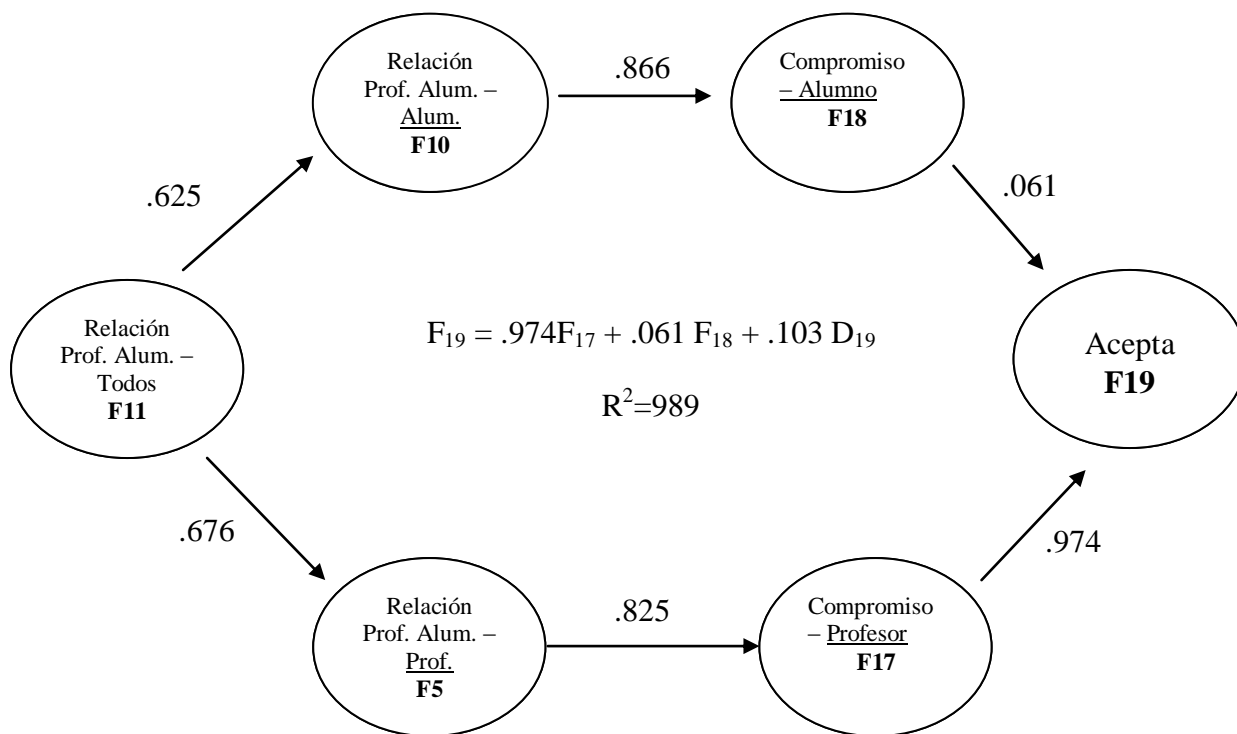 Relación
Prof. Alum. –
Alum.
F10
.866
Compromiso
– Alumno
F18
.625
.061
Relación
Prof. Alum. –
Todos
F11
F₁₉ = .974F₁₇ + .061 F₁₈ + .103 D₁₉
R²=989
Acepta
F19
.676
.974
Relación
Prof. Alum. –
Prof.
F5
.825
Compromiso
– Profesor
F17